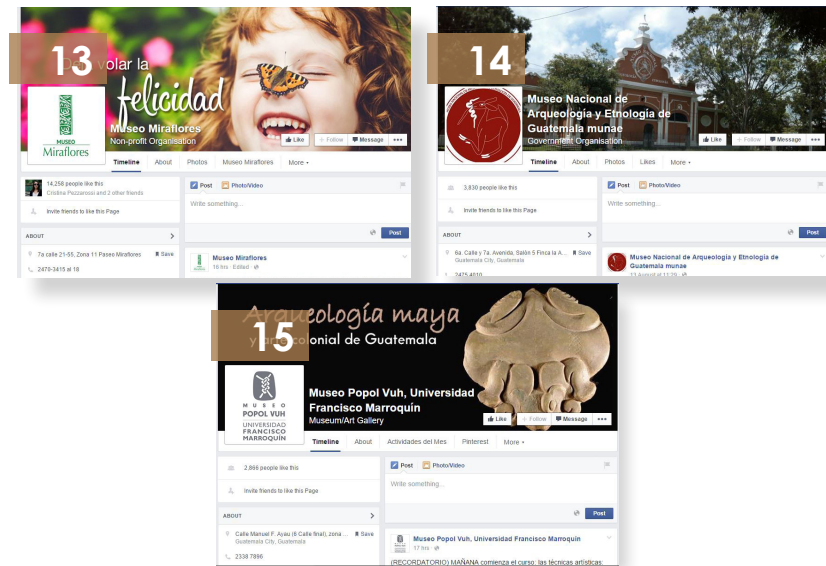 13
volar la
felicidad
MUSEO
Miraflores
Museo Miraflores
Non-profit Organisation
Like
+ Follow
Message
Timeline
About
Photos
Museo Miraflores
More
14,258 people like this
Cristina Pazzarossi and 2 other friends
Invite friends to like this Page
ABOUT
7a calle 21-55, Zona 11 Paseo Miraflores
Save
2470-3415 al 18
Post
Photo/Video
Write something...
Post
Museo Miraflores
16 hrs · Edited ·
14
Museo Nacional de
Arqueología y Etnología de
Guatemala munae
Government Organisation
Like
+ Follow
Message
Timeline
About
Photos
Likes
More
3,830 people like this
Invite friends to like this Page
ABOUT
6a. Calle y 7a. Avenida, Salón 5 Finca la A...
Save
Guatemala City, Guatemala
2475 4010
Post
Photo/Video
Write something...
Post
Museo Nacional de Arqueología y Etnología de
Guatemala munae
13 August at 11:29 ·
15
Arqueología maya
y arte colonial de Guatemala
MUSEO
POPOL VUH
UNIVERSIDAD
FRANCISCO
MARROQUÍN
Museo Popol Vuh, Universidad
Francisco Marroquín
Museum/Art Gallery
Like
+ Follow
Message
Timeline
About
Actividades del Mes
Pinterest
More
2,866 people like this
Invite friends to like this Page
ABOUT
Calle Manuel F. Ayau (6 Calle final), zona ...
Save
Guatemala City, Guatemala
2338 7896
Post
Photo/Video
Write something...
Post
Museo Popol Vuh, Universidad Francisco Marroquín
17 hrs ·
(RECORDATORIO) MAÑANA comienza el curso: las técnicas artísticas: